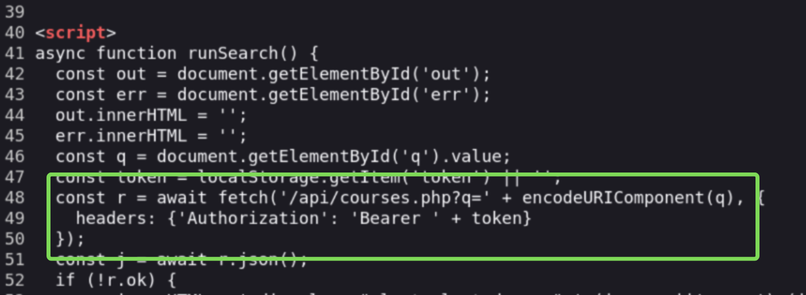 39
40 <script>
41 async function runSearch() {
42   const out = document.getElementById('out');
43   const err = document.getElementById('err');
44   out.innerHTML = '';
45   err.innerHTML = '';
46   const q = document.getElementById('q').value;
47   const token = localStorage.getItem('token') || '';
48   const r = await fetch('/api/courses.php?q=' + encodeURIComponent(q), {
49     headers: {'Authorization': 'Bearer ' + token}
50   });
51   const j = await r.json();
52   if (!r.ok) {